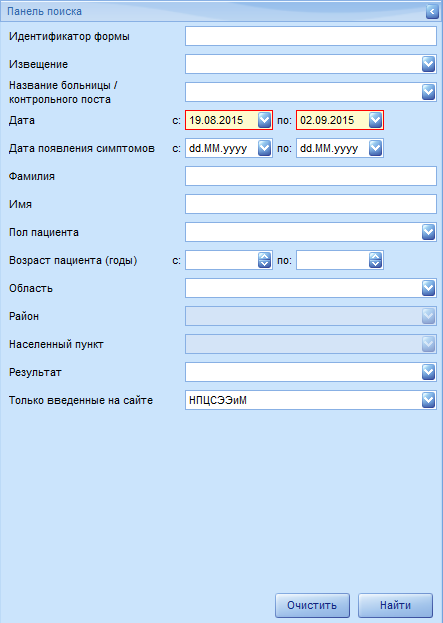 Панель поиска
Идентификатор формы
Извещение
Название больницы /
контрольного поста
Дата с: 19.08.2015 по: 02.09.2015
Дата появления симптомов с: dd.MM.yyyy по: dd.MM.yyyy
Фамилия
Имя
Пол пациента
Возраст пациента (годы) с: по:
Область
Район
Населенный пункт
Результат
Только введенные на сайте НПЦСЭЭиМ
Очистить Найти